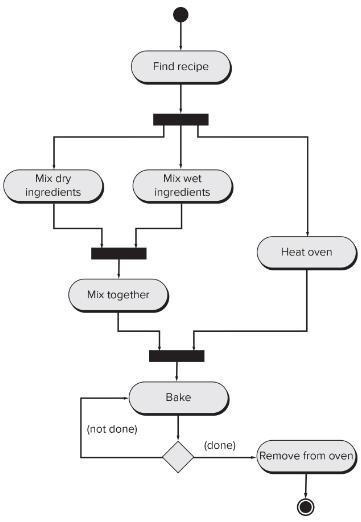 Find recipe
Mix dry
ingredients
Mix wet
ingredients
Heat oven
Mix together
Bake
(not done)
(done)
Remove from oven